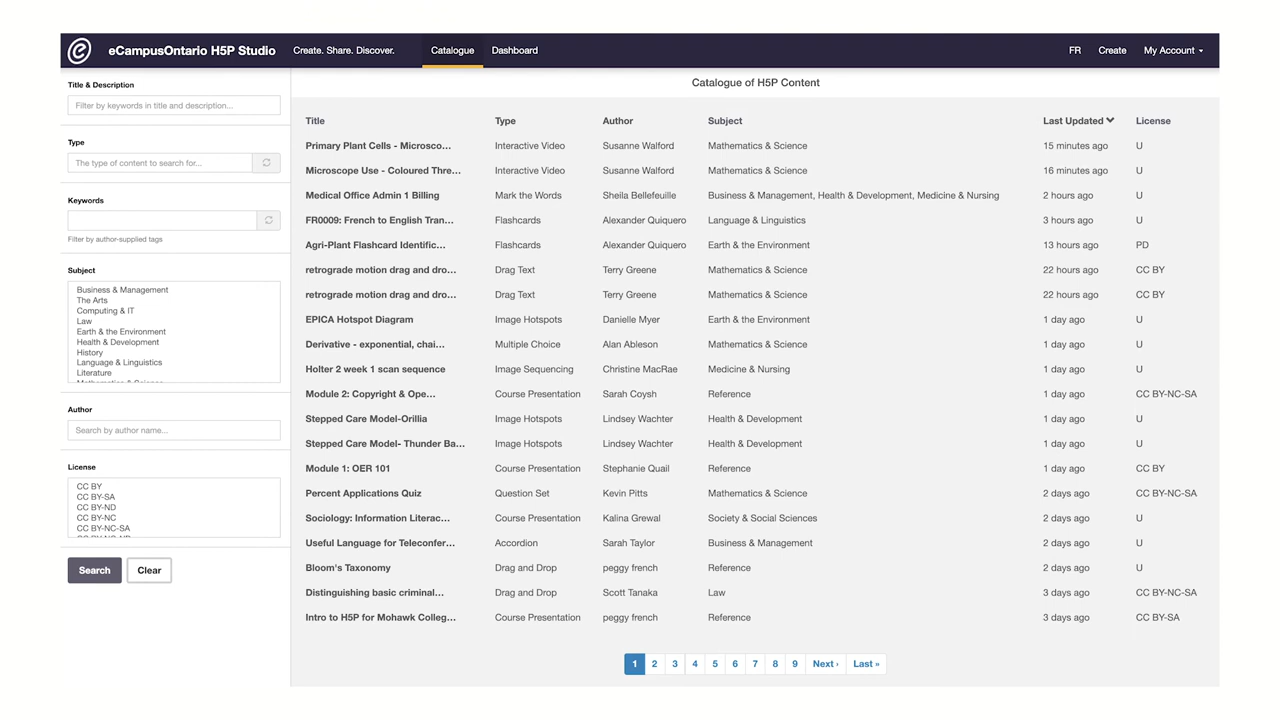 eCampusOntario H5P Studio Create. Share. Discover. Catalogue Dashboard FR Create My Account
Title & Description
Filter by keywords in title and description...
Type
The type of content to search for...
Keywords
Filter by author-supplied tags
Subject
Business & Management
The Arts
Computing & IT
Law
Earth & the Environment
Health & Development
History
Language & Linguistics
Literature
Mathematics & Science
Author
Search by author name...
License
CC BY
CC BY-SA
CC BY-ND
CC BY-NC
CC BY-NC-SA
CC BY-NC-ND
Search Clear
Catalogue of H5P Content
Title Type Author Subject Last Updated License
Primary Plant Cells - Microsco... Interactive Video Susanne Walford Mathematics & Science 15 minutes ago U
Microscope Use - Coloured Thre... Interactive Video Susanne Walford Mathematics & Science 16 minutes ago U
Medical Office Admin 1 Billing Mark the Words Sheila Bellefeuille Business & Management, Health & Development, Medicine & Nursing 2 hours ago U
FR0009: French to English Tran... Flashcards Alexander Quiquero Language & Linguistics 3 hours ago U
Agri-Plant Flashcard Identific... Flashcards Alexander Quiquero Earth & the Environment 13 hours ago PD
retrograde motion drag and dro... Drag Text Terry Greene Mathematics & Science 22 hours ago CC BY
retrograde motion drag and dro... Drag Text Terry Greene Mathematics & Science 22 hours ago CC BY
EPICA Hotspot Diagram Image Hotspots Danielle Myer Earth & the Environment 1 day ago U
Derivative - exponential, chai... Multiple Choice Alan Ableson Mathematics & Science 1 day ago U
Holter 2 week 1 scan sequence Image Sequencing Christine MacRae Medicine & Nursing 1 day ago U
Module 2: Copyright & Ope... Course Presentation Sarah Coysh Reference 1 day ago CC BY-NC-SA
Stepped Care Model-Orillia Image Hotspots Lindsey Wachter Health & Development 1 day ago U
Stepped Care Model- Thunder Ba... Image Hotspots Lindsey Wachter Health & Development 1 day ago U
Module 1: OER 101 Course Presentation Stephanie Quail Reference 1 day ago CC BY
Percent Applications Quiz Question Set Kevin Pitts Mathematics & Science 2 days ago CC BY-NC-SA
Sociology: Information Literac... Course Presentation Kalina Grewal Society & Social Sciences 2 days ago U
Useful Language for Teleconfer... Accordion Sarah Taylor Business & Management 2 days ago U
Bloom's Taxonomy Drag and Drop peggy french Reference 2 days ago U
Distinguishing basic criminal... Drag and Drop Scott Tanaka Law 3 days ago CC BY-NC-SA
Intro to H5P for Mohawk Colleg... Course Presentation peggy french Reference 3 days ago CC BY-SA
1 2 3 4 5 6 7 8 9 Next › Last »